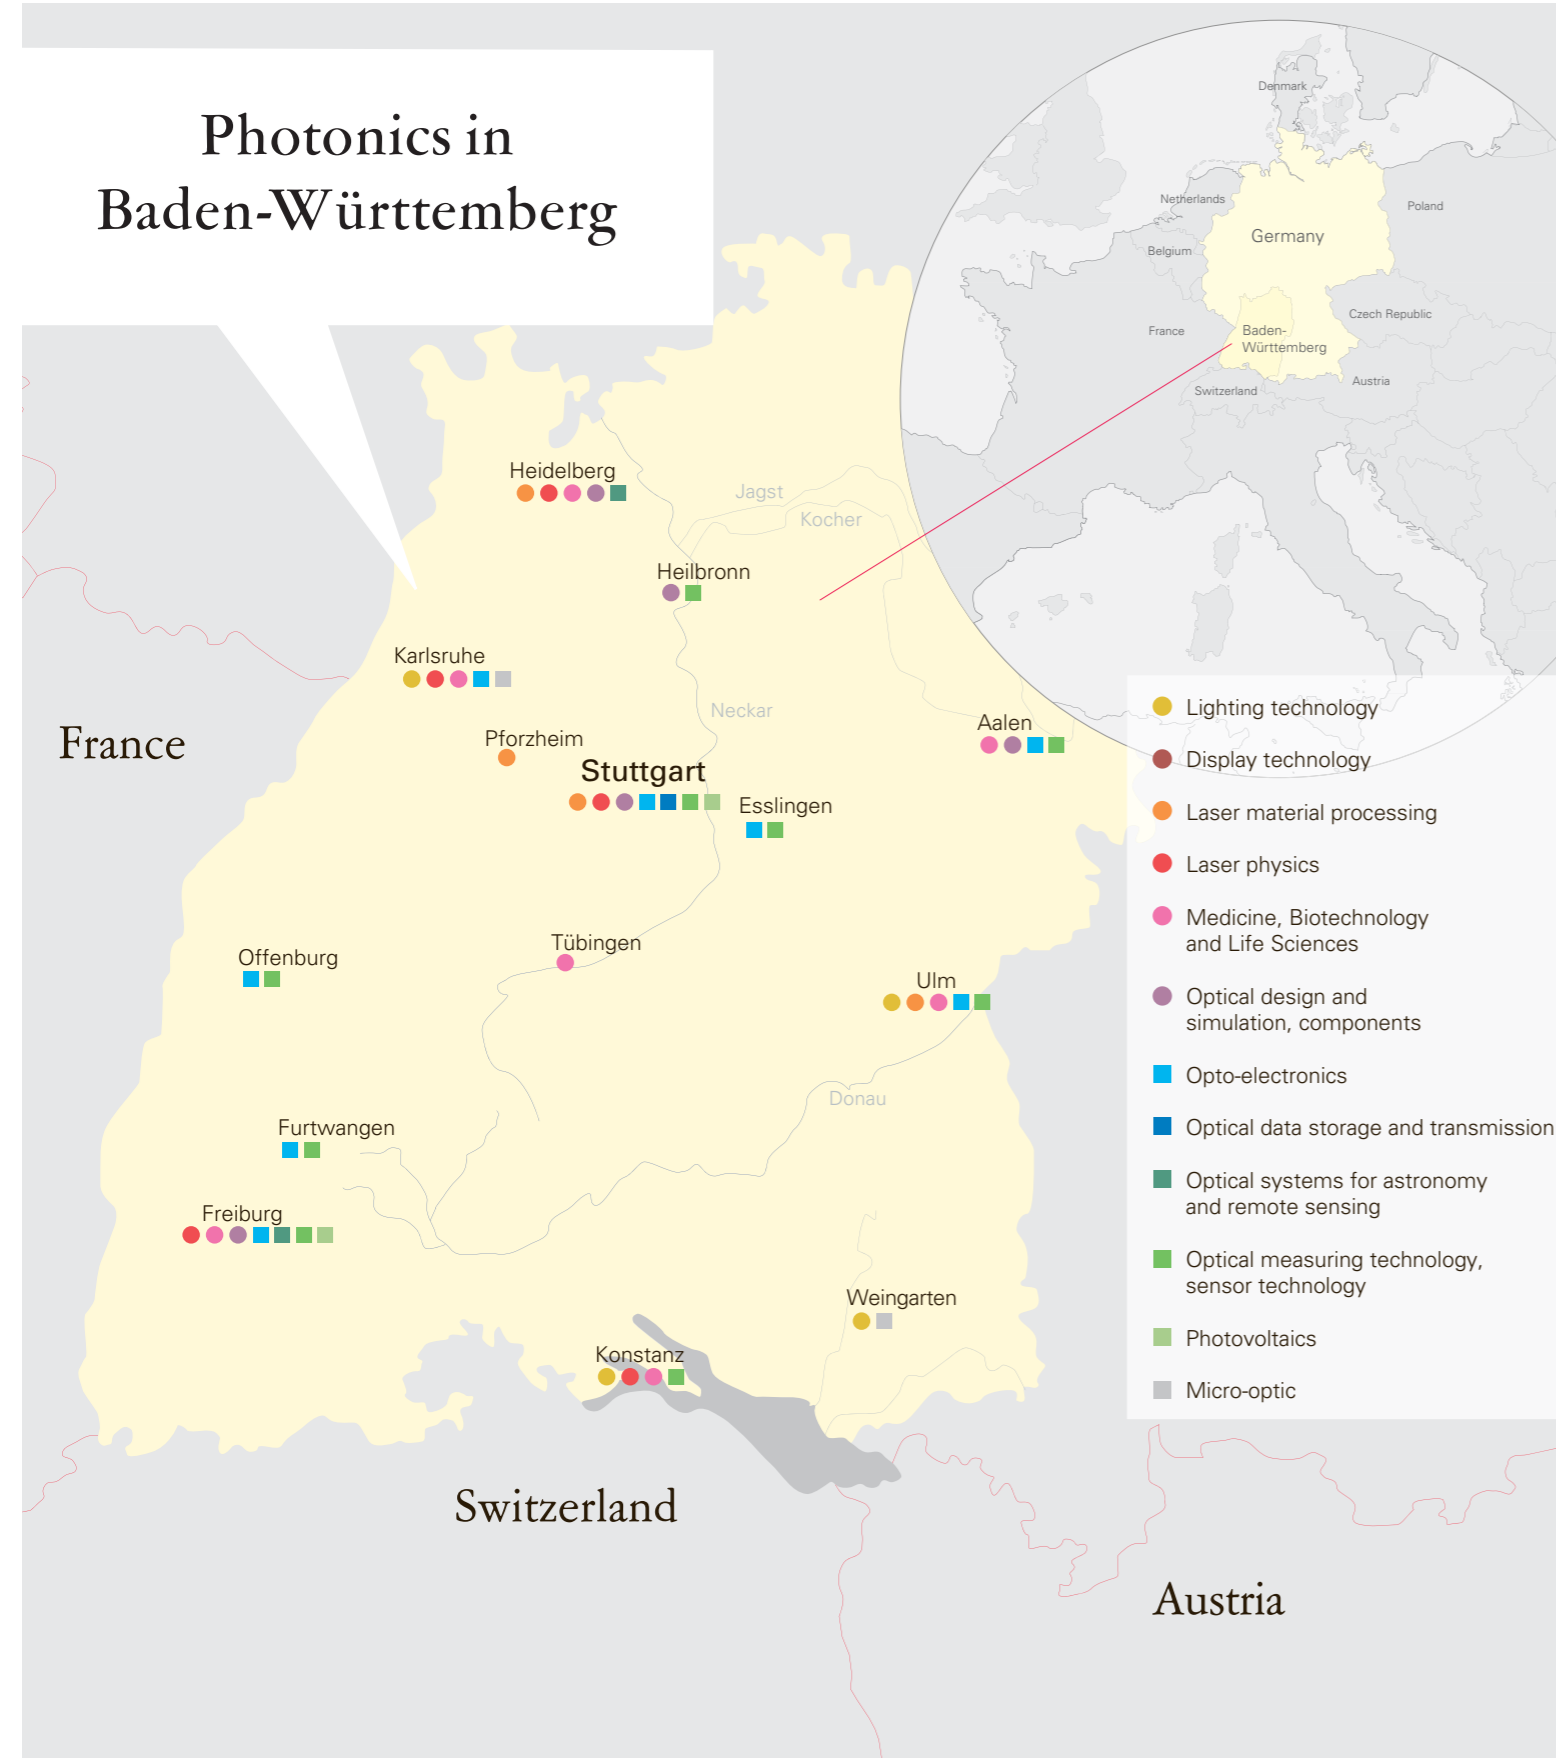 Photonics in
Baden-Württemberg
Denmark
Netherlands
Poland
Germany
Belgium
Czech Republic
France
Baden-
Württemberg
Switzerland
Austria
Heidelberg
Jagst
Kocher
Heilbronn
Karlsruhe
Neckar
Aalen
France
Pforzheim
Stuttgart
Esslingen
Offenburg
Tübingen
Ulm
Donau
Furtwangen
Freiburg
Weingarten
Konstanz
Switzerland
Austria
Lighting technology
Display technology
Laser material processing
Laser physics
Medicine, Biotechnology
and Life Sciences
Optical design and
simulation, components
Opto-electronics
Optical data storage and transmission
Optical systems for astronomy
and remote sensing
Optical measuring technology,
sensor technology
Photovoltaics
Micro-optic